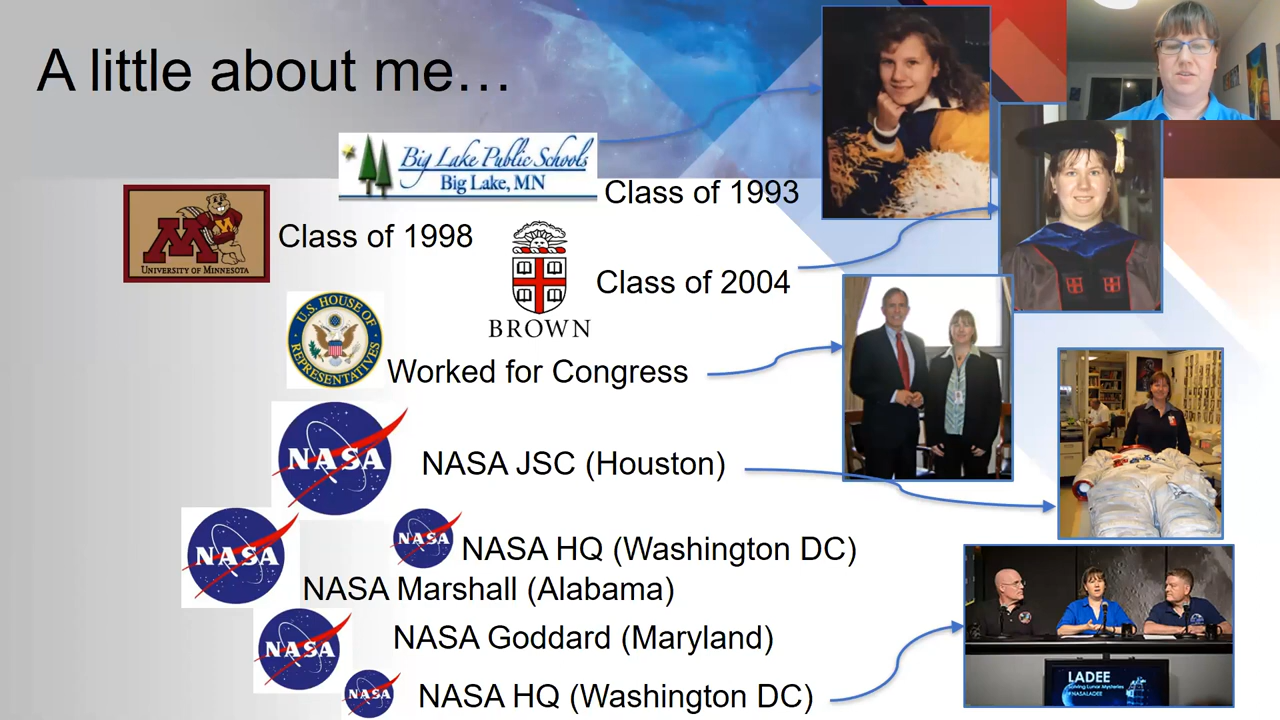 A little about me…
Big Lake Public Schools
Big Lake, MN
Class of 1993
M
UNIVERSITY OF MINNESOTA
Class of 1998
BROWN
Class of 2004
U.S. HOUSE OF REPRESENTATIVES
Worked for Congress
NASA
NASA JSC (Houston)
NASA
NASA
NASA HQ (Washington DC)
NASA Marshall (Alabama)
NASA
NASA Goddard (Maryland)
NASA
NASA HQ (Washington DC)
LADEE
Solving Lunar Mysteries
#NASALADEE